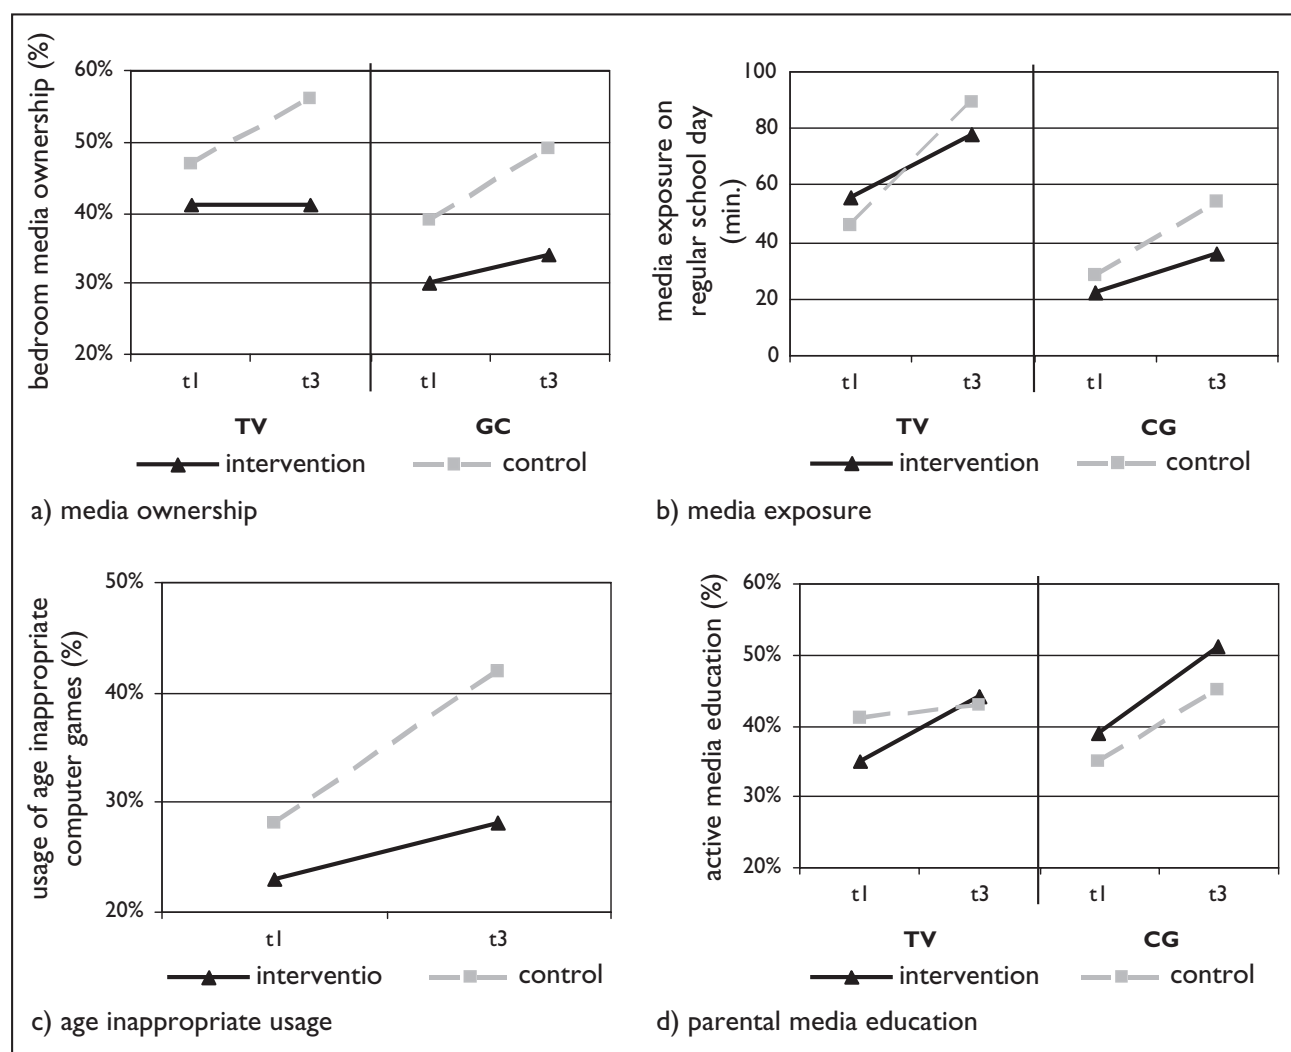 bedroom media ownership (%)
60%
50%
40%
30%
20%
t1 t3 t1 t3
TV GC
intervention control
a) media ownership
media exposure on
regular school day
(min.)
100
80
60
40
20
0
t1 t3 t1 t3
TV CG
intervention control
b) media exposure
usage of age inappropriate
computer games (%)
50%
40%
30%
20%
t1 t3
interventio control
c) age inappropriate usage
active media education (%)
60%
50%
40%
30%
20%
t1 t3 t1 t3
TV CG
intervention control
d) parental media education